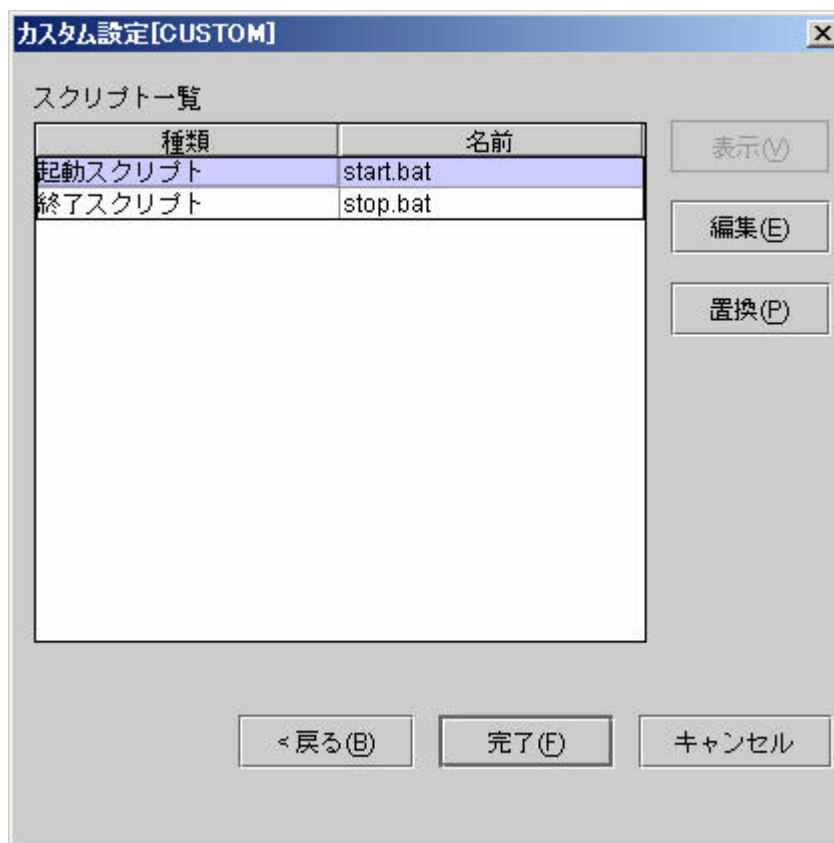 カスタム設定[CUSTOM]
スクリプト一覧
種類 名前
起動スクリプト start.bat
終了スクリプト stop.bat
表示(V)
編集(E)
置換(P)
<戻る(B) 完了(F) キャンセル